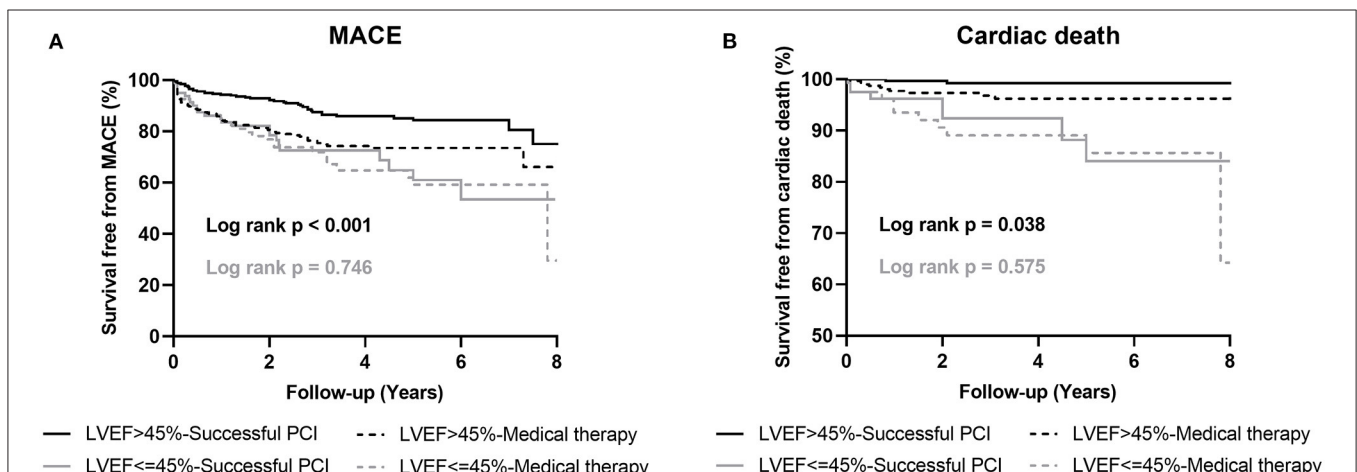 A
MACE
Survival free from MACE (%)
100
80
60
40
20
0
Log rank p < 0.001
Log rank p = 0.746
0 2 4 6 8
Follow-up (Years)
LVEF>45%-Successful PCI
LVEF>45%-Medical therapy
LVEF<=45%-Successful PCI
LVEF<=45%-Medical therapy
B
Cardiac death
Survival free from cardiac death (%)
100
90
80
70
60
50
Log rank p = 0.038
Log rank p = 0.575
0 2 4 6 8
Follow-up (Years)
LVEF>45%-Successful PCI
LVEF>45%-Medical therapy
LVEF<=45%-Successful PCI
LVEF<=45%-Medical therapy